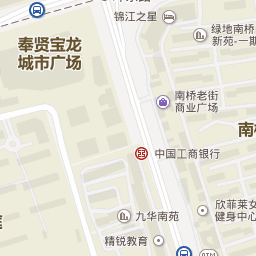 锦江之星
绿地南桥
新苑-一期
奉贤宝龙
城市广场
南桥老街
商业广场
南
中国工商银行
欣菲莱女
健身中心
九华南苑
精锐教育